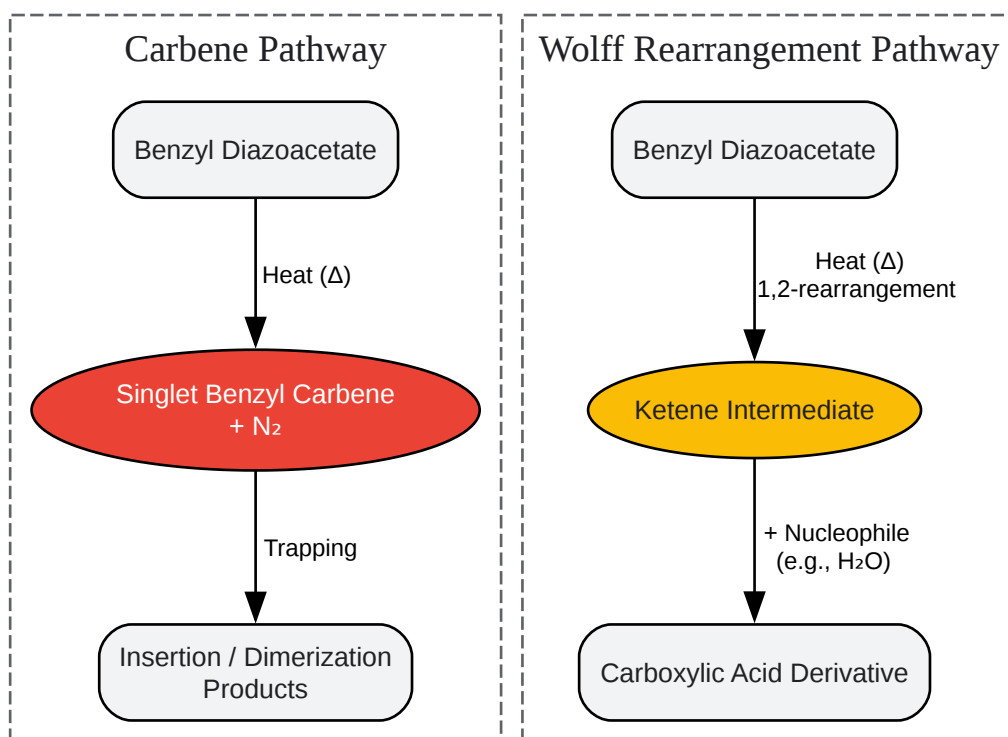 Carbene Pathway
Benzyl Diazoacetate
Heat (Δ)
Singlet Benzyl Carbene
+ N₂
Trapping
Insertion / Dimerization
Products
Wolff Rearrangement Pathway
Benzyl Diazoacetate
Heat (Δ)
1,2-rearrangement
Ketene Intermediate
+ Nucleophile
(e.g., H₂O)
Carboxylic Acid Derivative